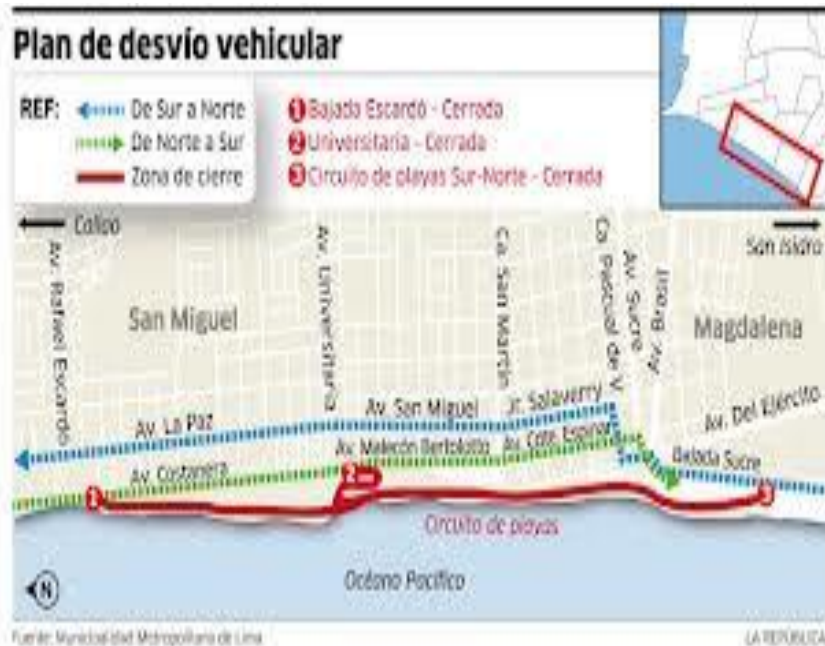 Plan de desvío vehicular
REF:
De Sur a Norte
De Norte a Sur
Zona de cierre
1 Bajada Escardó - Cerrada
2 Universitaria - Cerrada
3 Circuito de playas Sur-Norte - Cerrada
Callao
San Isidro
Av. Rafael Escardo
Av. Universitaria
Ca. San Martín
Ca. Pascual de V.
Av. Sucre
Av. Brasil
San Miguel
Magdalena
Av. La Paz
Av. San Miguel
Jr. Salaverry
Av. Del Ejército
Av. Costanera
Av. Malecón Bertolotto
Av. Cdte. Espinar
Bajada Sucre
1
2
3
Circuito de playas
Océano Pacífico
N
Fuente: Municipalidad Metropolitana de Lima
LA REPÚBLICA